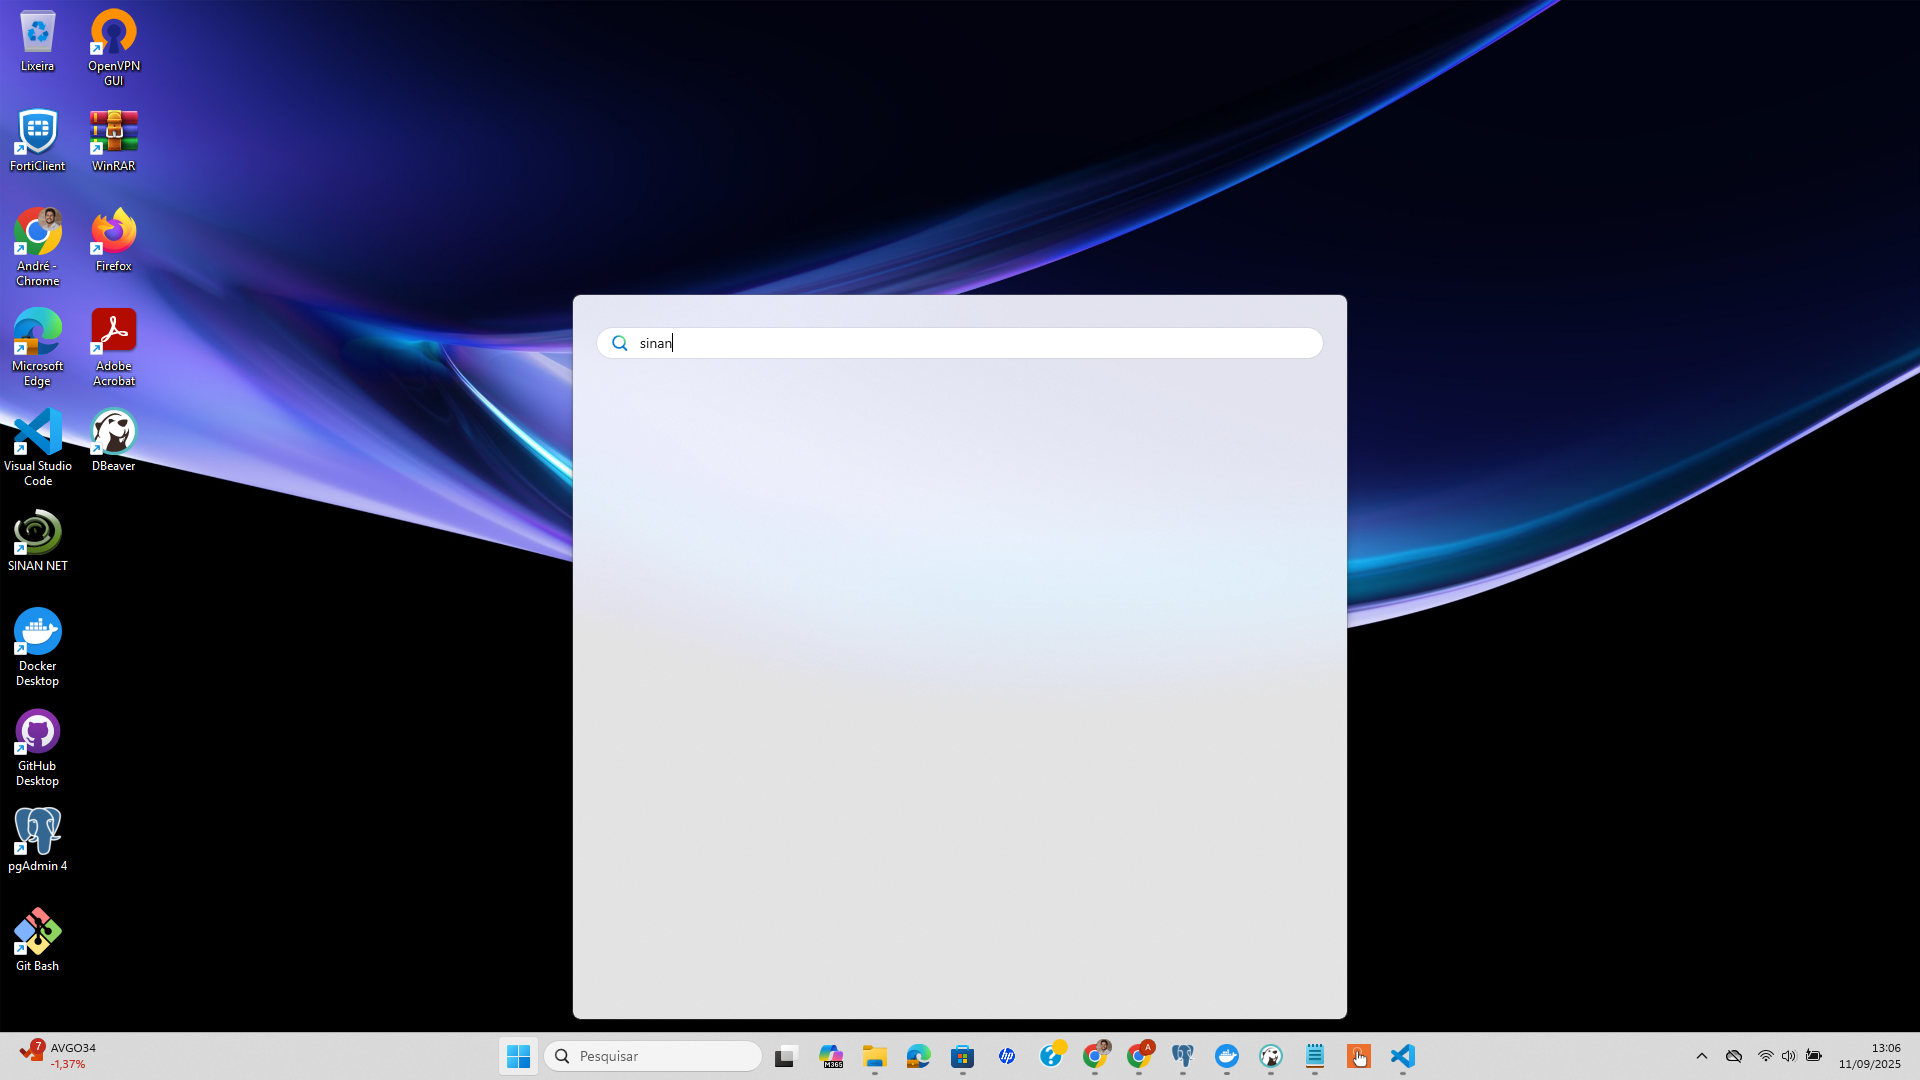 Lixeira
OpenVPN
GUI
FortiClient
WinRAR
André -
Chrome
Firefox
Microsoft
Edge
Adobe
Acrobat
Visual Studio
Code
DBeaver
SINAN NET
Docker
Desktop
GitHub
Desktop
pgAdmin 4
Git Bash
sinan
7
AVGO34
-1,37%
Pesquisar
M365
hp
?
A
13:06
11/09/2025